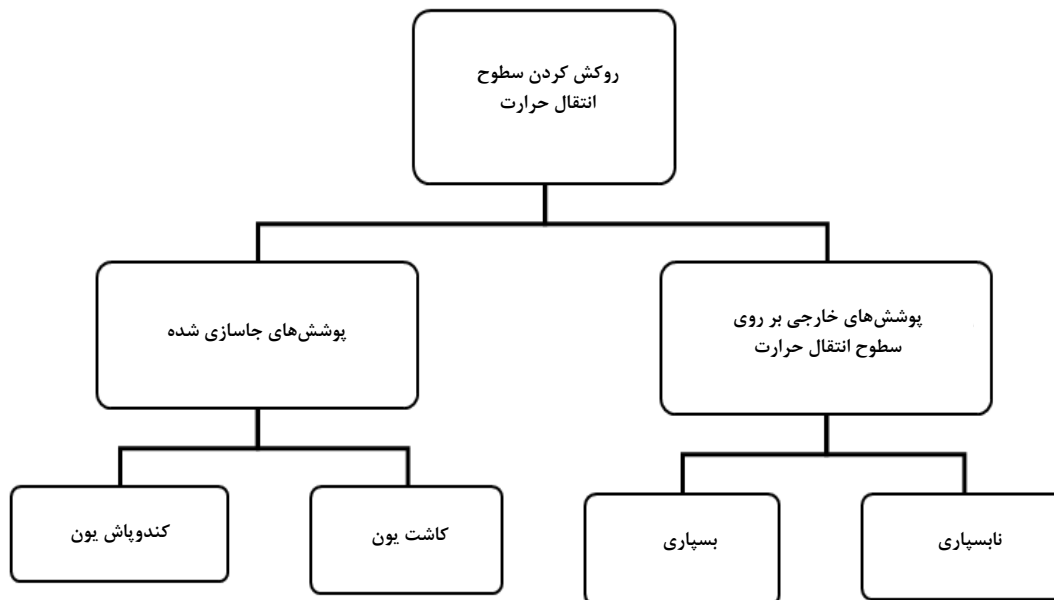 روکش کردن سطوح
انتقال حرارت
پوشش‌های خارجی بر روی
سطوح انتقال حرارت
پوشش‌های جاسازی شده
نابسپاری
بسپاری
کاشت یون
کندوپاش یون